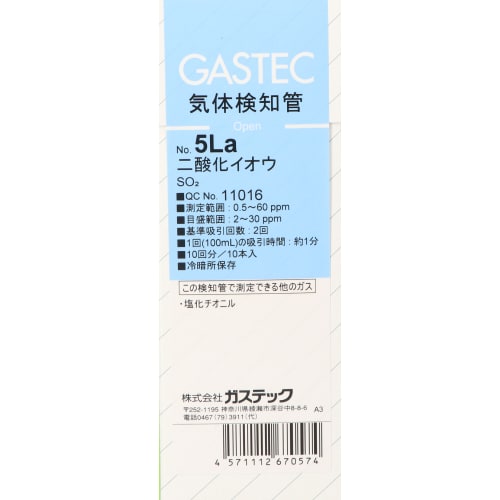 GASTEC
気体検知管
Open
No. 5La
二酸化イオウ
SO₂
■QC No. 11016
■測定範囲：0.5～60 ppm
■目盛範囲：2～30 ppm
■基準吸引回数：2回
■1回(100mL)の吸引時間：約1分
■10回分／10本入
■冷暗所保存
この検知管で測定できる他のガス
・塩化チオニル
株式会社 ガステック
〒252-1195 神奈川県綾瀬市深谷中8-8-6 A3
電話0467(79)3911(代)
4 571112 670574